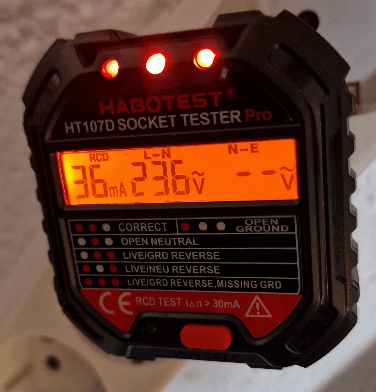 HABOTEST®
HT107D SOCKET TESTER Pro
RCD L-N N-E
36mA 236V~ --V~
CORRECT OPEN GROUND
OPEN NEUTRAL
LIVE/GRD REVERSE
LIVE/NEU REVERSE
LIVE/GRD REVERSE,MISSING GRD
CE RCD TEST I△n > 30mA